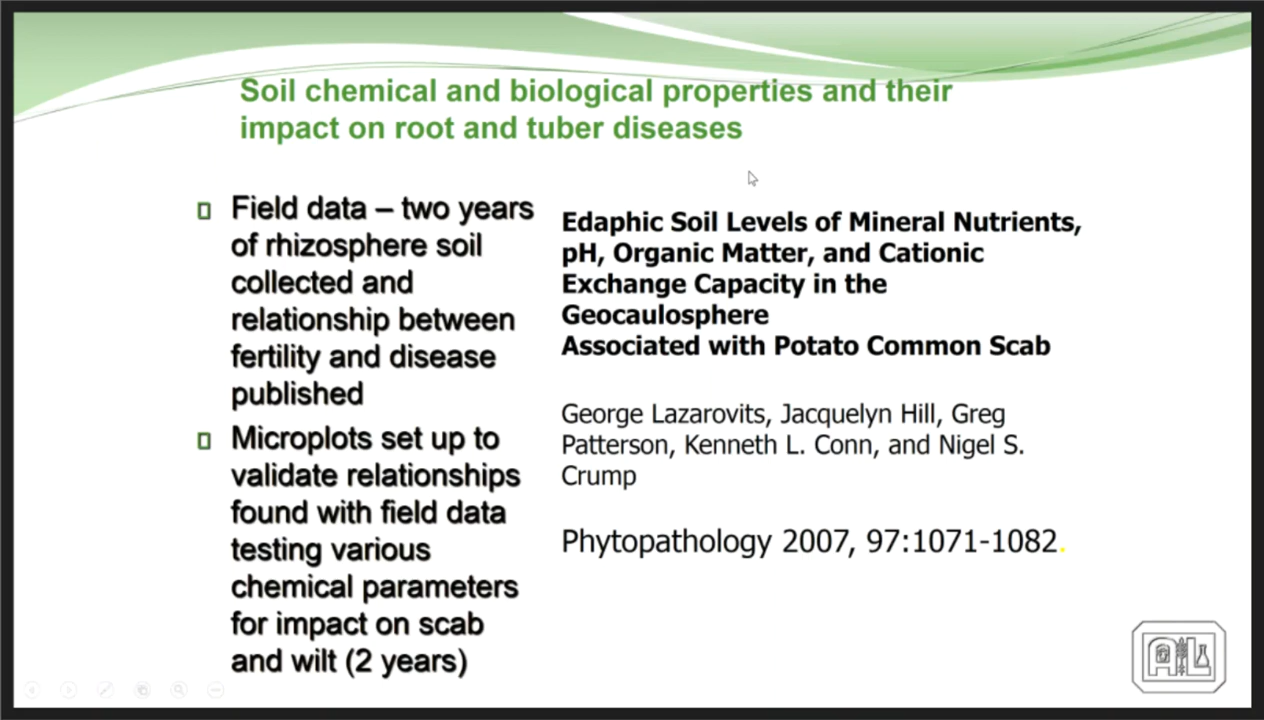 Soil chemical and biological properties and their
impact on root and tuber diseases
Field data – two years
of rhizosphere soil
collected and
relationship between
fertility and disease
published
Microplots set up to
validate relationships
found with field data
testing various
chemical parameters
for impact on scab
and wilt (2 years)
Edaphic Soil Levels of Mineral Nutrients,
pH, Organic Matter, and Cationic
Exchange Capacity in the
Geocaulosphere
Associated with Potato Common Scab
George Lazarovits, Jacquelyn Hill, Greg
Patterson, Kenneth L. Conn, and Nigel S.
Crump
Phytopathology 2007, 97:1071-1082.
A&L